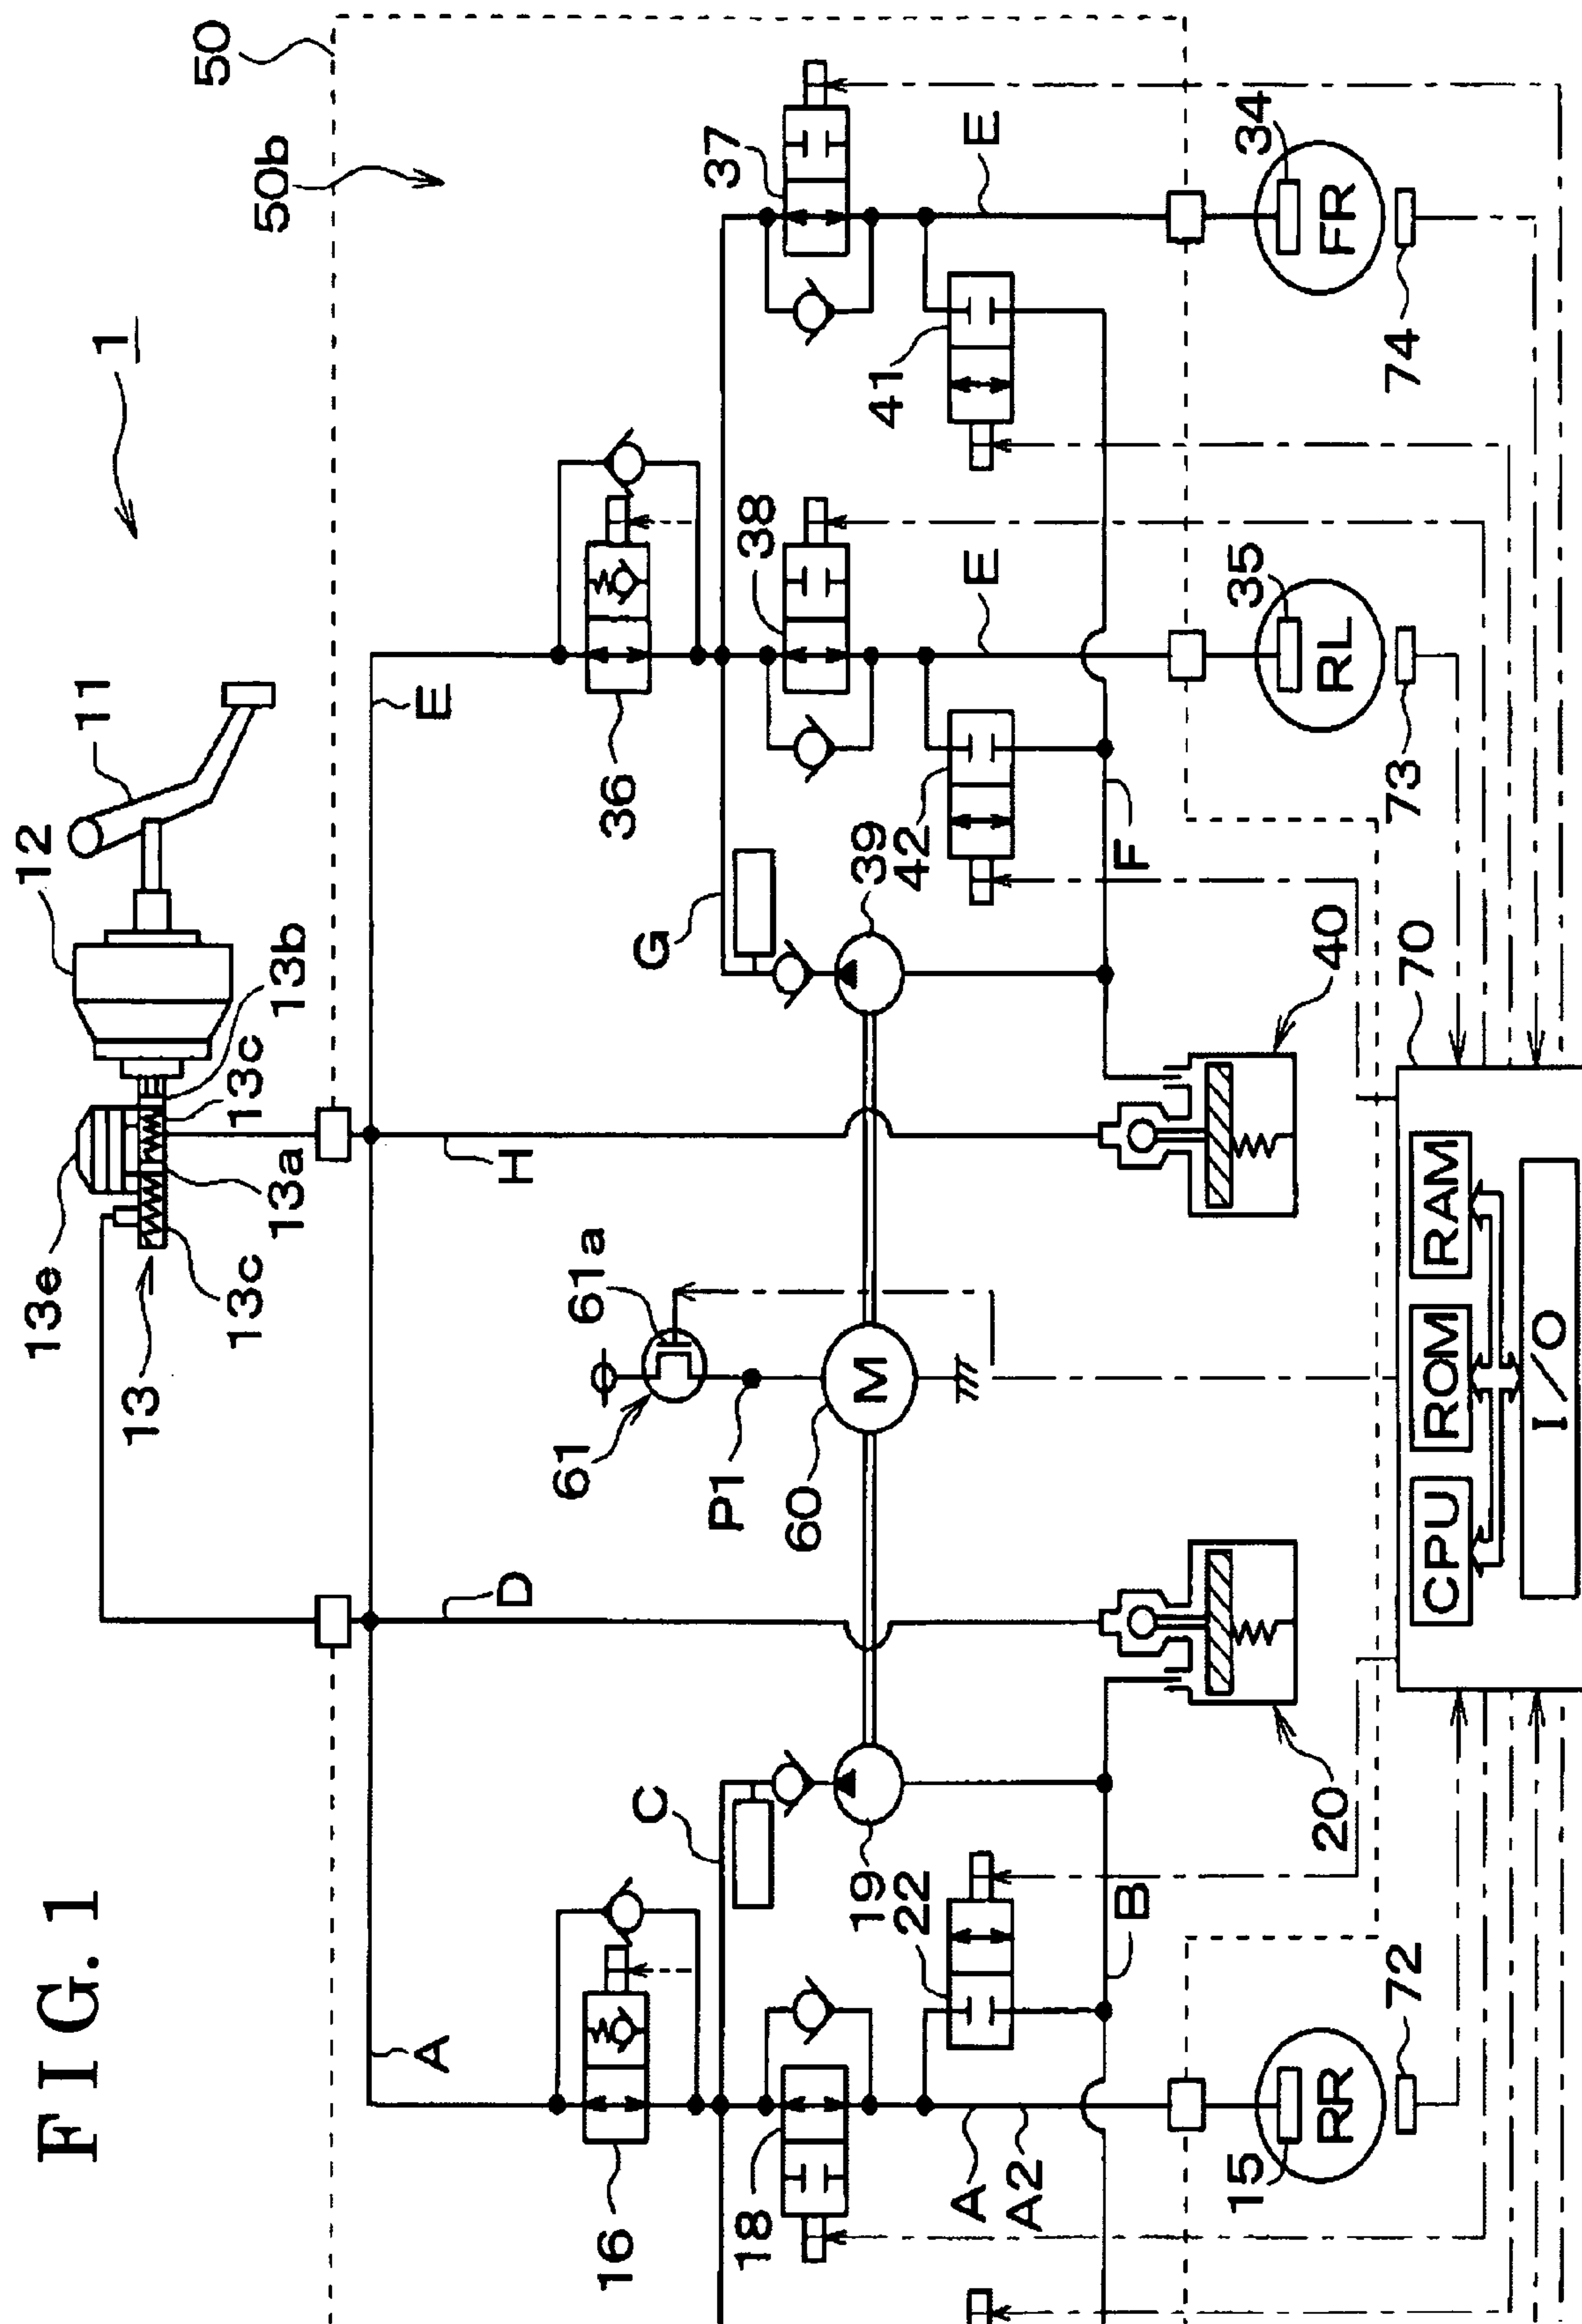 FIG. 1
1
11
12
13
13a
13b
13c
13c
13e
50
50b
A
D
H
E
16
36
61
61a
P1
C
G
18
38
37
60
M
19
39
22
42
41
A
A2
B
F
E
E
20
40
15
RR
35
RL
34
FR
72
73
74
70
CPU
ROM
RAM
I/O